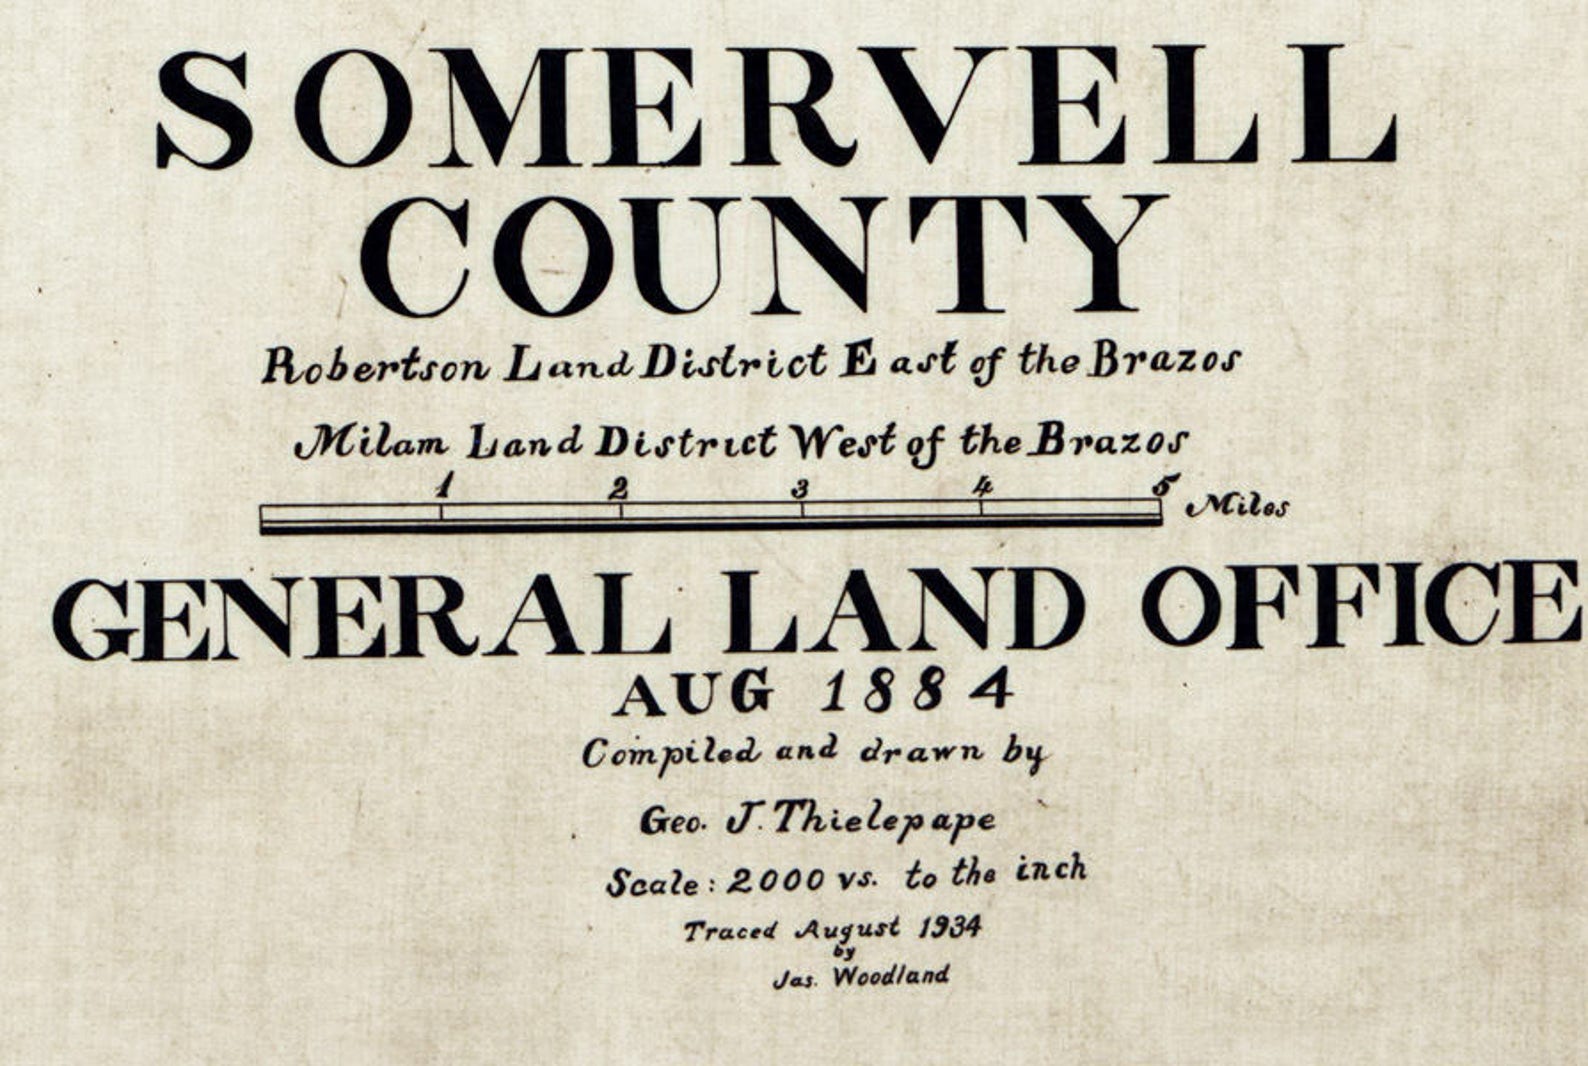 SOMERVELL
COUNTY
Robertson Land District East of the Brazos
Milam Land District West of the Brazos
1 2 3 4 5 Miles
GENERAL LAND OFFICE
AUG 1884
Compiled and drawn by
Geo. J. Thielepape
Scale: 2000 vs. to the inch
Traced August 1934
by
Jas. Woodland